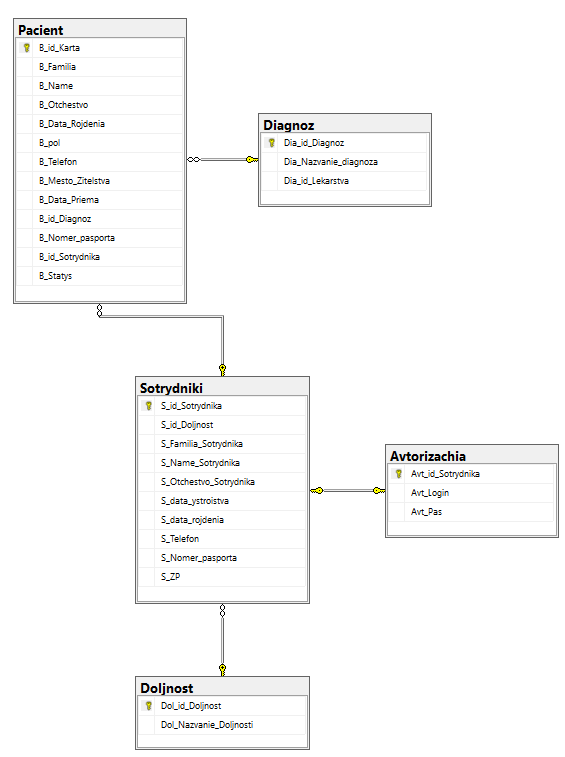 Pacient
B_id_Karta
B_Familia
B_Name
B_Otchestvo
B_Data_Rojdenia
B_pol
B_Telefon
B_Mesto_Zitelstva
B_Data_Priema
B_id_Diagnoz
B_Nomer_pasporta
B_id_Sotrydnika
B_Statys
Diagnoz
Dia_id_Diagnoz
Dia_Nazvanie_diagnoza
Dia_id_Lekarstva
Sotrydniki
S_id_Sotrydnika
S_id_Doljnost
S_Familia_Sotrydnika
S_Name_Sotrydnika
S_Otchestvo_Sotrydnika
S_data_ystroistva
S_data_rojdenia
S_Telefon
S_Nomer_pasporta
S_ZP
Avtorizachia
Avt_id_Sotrydnika
Avt_Login
Avt_Pas
Doljnost
Dol_id_Doljnost
Dol_Nazvanie_Doljnosti